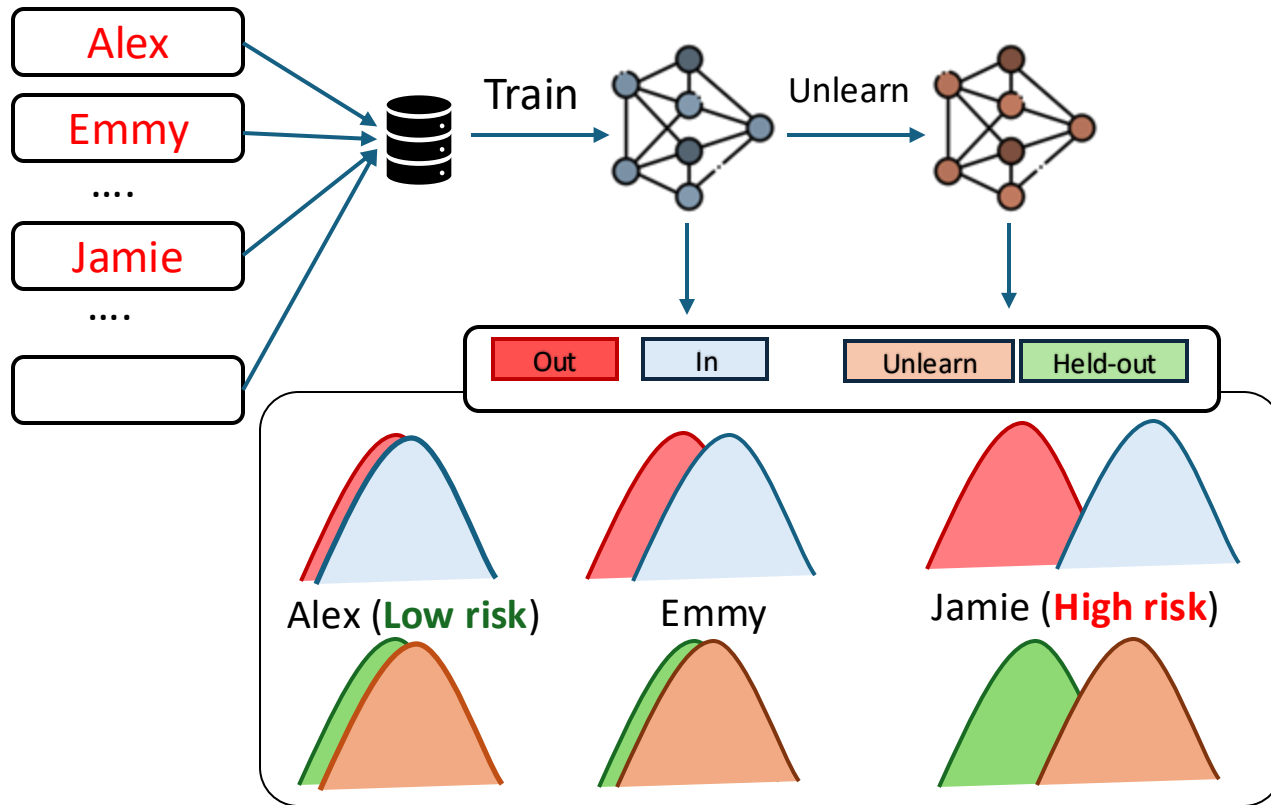 Alex
Emmy
....
Jamie
....
Train
Unlearn
Out
In
Unlearn
Held-out
Alex (Low risk)
Emmy
Jamie (High risk)